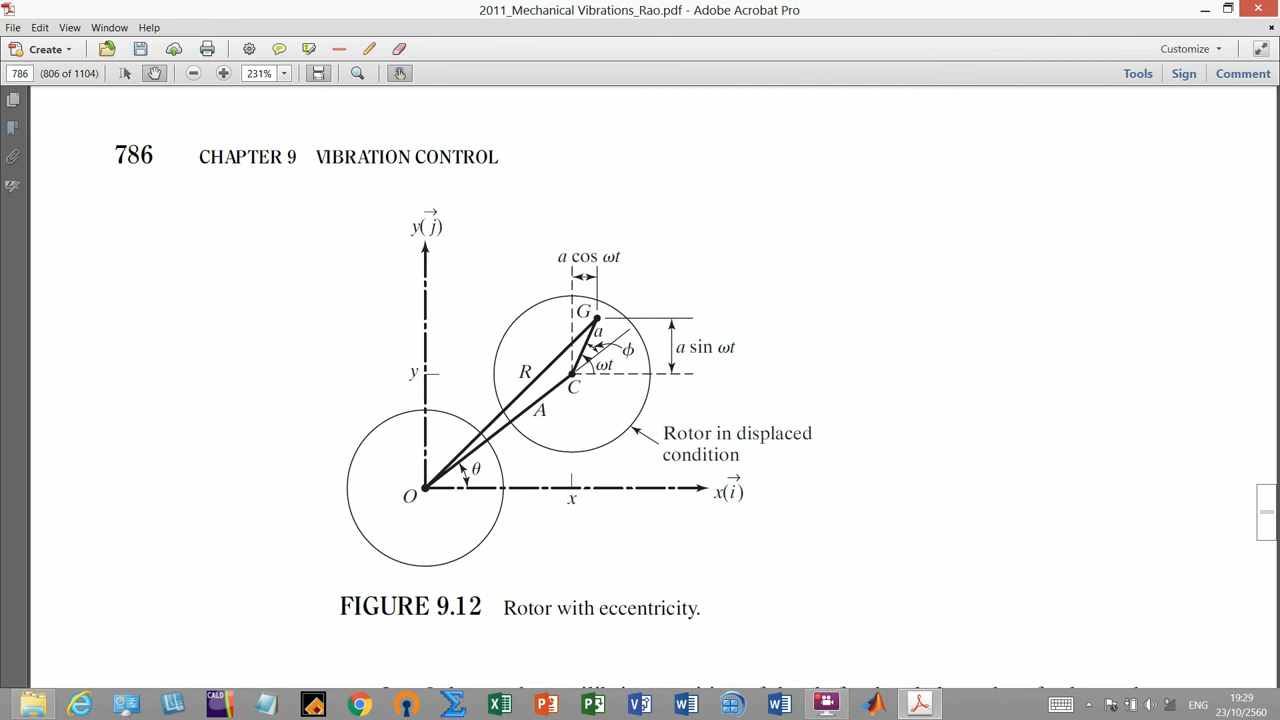 2011_Mechanical Vibrations_Rao.pdf - Adobe Acrobat Pro
File Edit View Window Help
Create
Customize
786 (806 of 1104)
231%
Tools Sign Comment
786 CHAPTER 9 VIBRATION CONTROL
y(j⃗)
a cos ωt
G
a
ϕ
a sin ωt
y
R
ωt
C
A
Rotor in displaced
condition
θ
O
x
x(i⃗)
FIGURE 9.12 Rotor with eccentricity.
CALD
ENG
19:29
23/10/2560